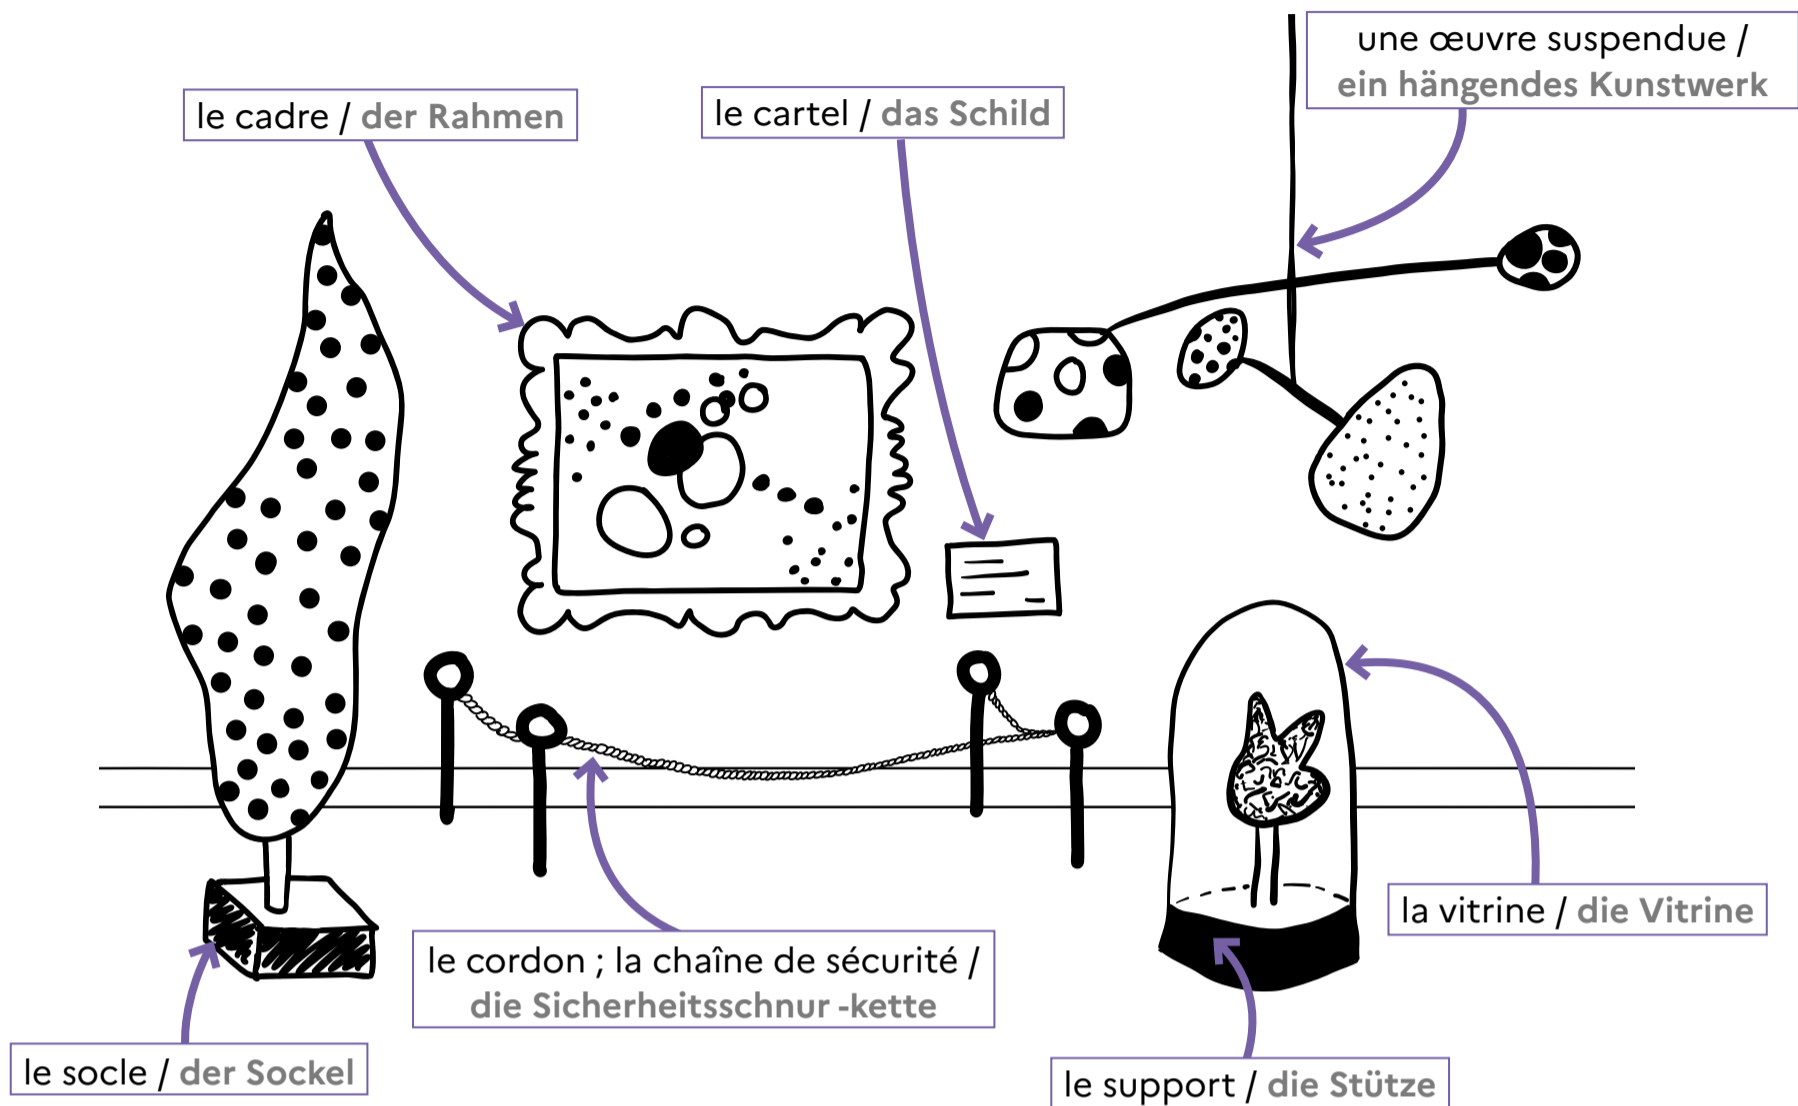 une œuvre suspendue /
ein hängendes Kunstwerk
le cadre / der Rahmen
le cartel / das Schild
la vitrine / die Vitrine
le cordon ; la chaîne de sécurité /
die Sicherheitsschnur -kette
le socle / der Sockel
le support / die Stütze